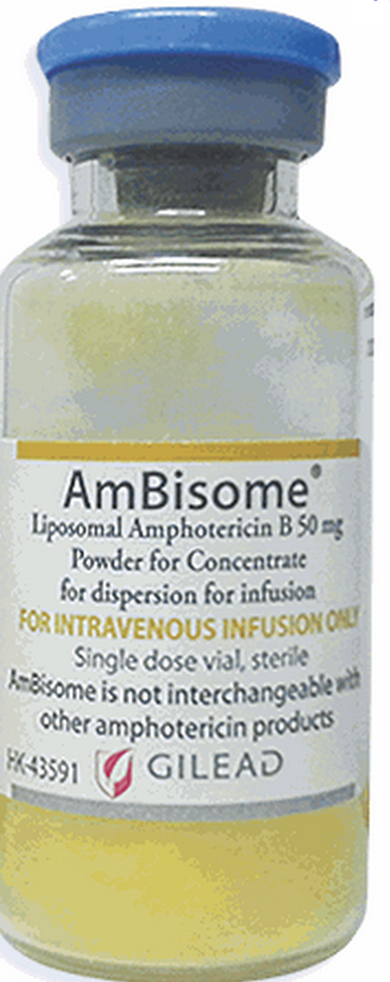 AmBisome®
Liposomal Amphotericin B 50 mg
Powder for Concentrate
for dispersion for infusion
FOR INTRAVENOUS INFUSION ONLY
Single dose vial, sterile
AmBisome is not interchangeable with
other amphotericin products
HK-43591 GILEAD